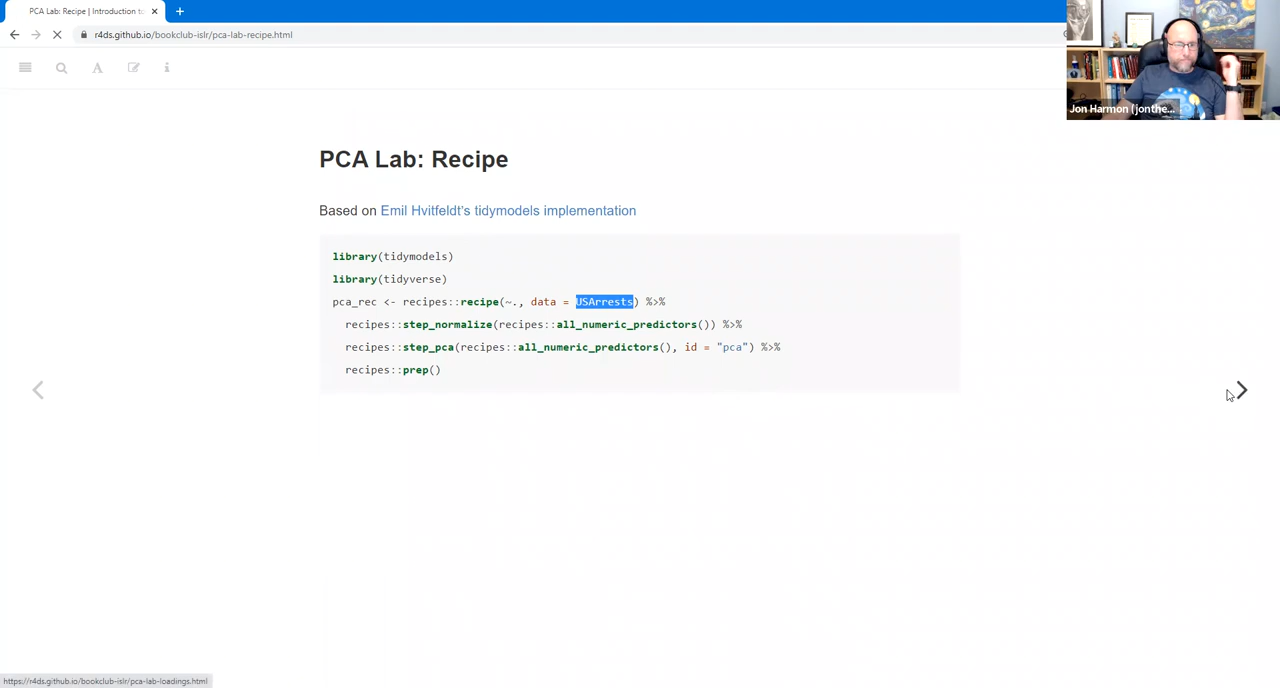 PCA Lab: Recipe | Introduction to
r4ds.github.io/bookclub-islr/pca-lab-recipe.html
Jon Harmon (jonthe...
PCA Lab: Recipe
Based on Emil Hvitfeldt's tidymodels implementation
library(tidymodels)
library(tidyverse)
pca_rec <- recipes::recipe(~., data = USArrests) %>%
recipes::step_normalize(recipes::all_numeric_predictors()) %>%
recipes::step_pca(recipes::all_numeric_predictors(), id = "pca") %>%
recipes::prep()
https://r4ds.github.io/bookclub-islr/pca-lab-loadings.html